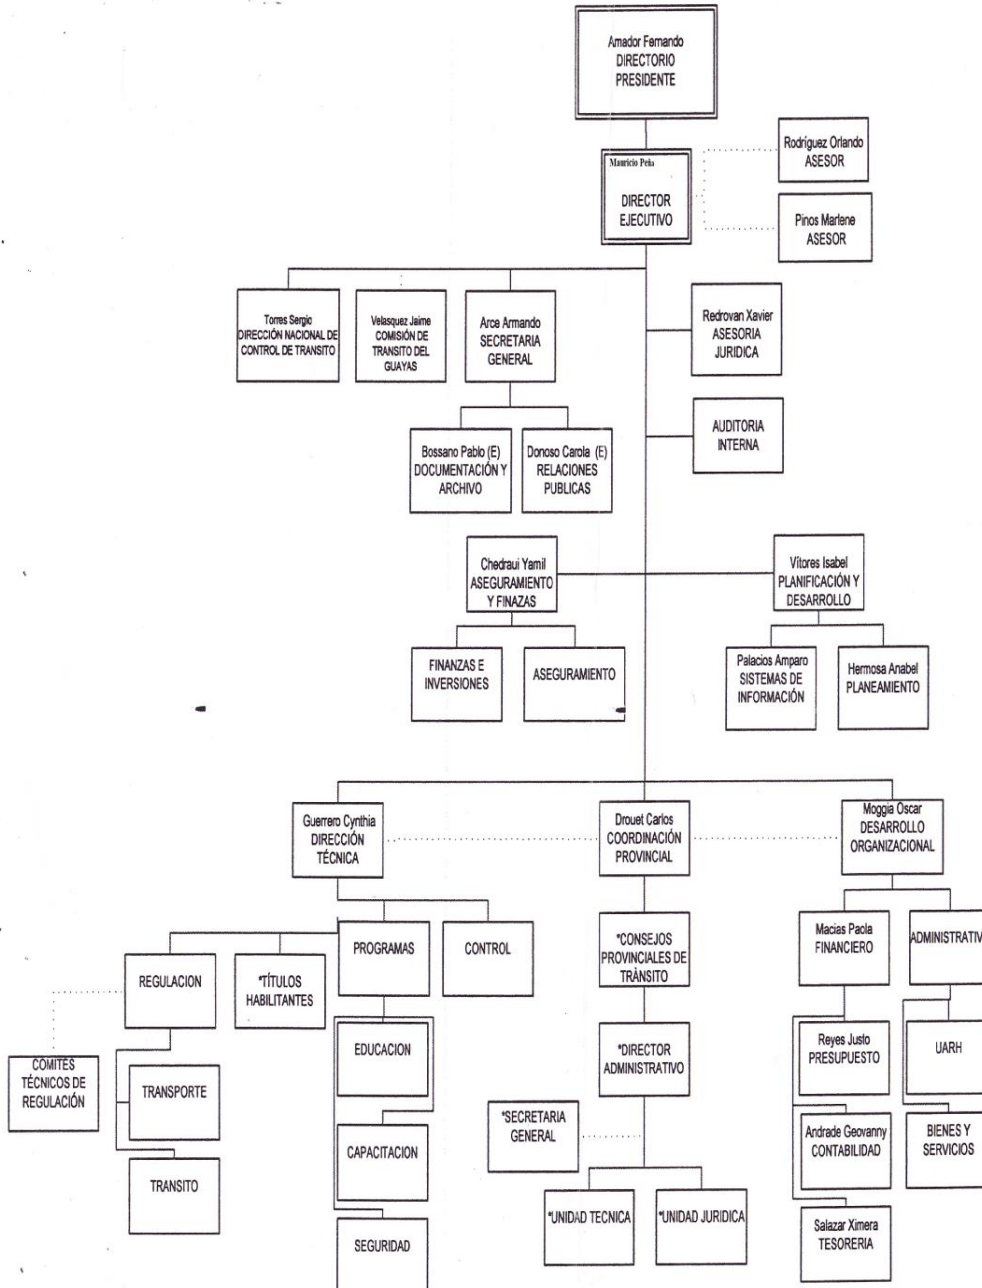 Amador Fernando
DIRECTORIO
PRESIDENTE
Mauricio Peña
DIRECTOR
EJECUTIVO
Rodríguez Orlando
ASESOR
Pinos Marlene
ASESOR
Torres Sergio
DIRECCIÓN NACIONAL DE
CONTROL DE TRANSITO
Velasquez Jaime
COMISIÓN DE
TRANSITO DEL
GUAYAS
Arce Armando
SECRETARIA
GENERAL
Redrovan Xavier
ASESORIA
JURIDICA
Bossano Pablo (E)
DOCUMENTACIÓN Y
ARCHIVO
Donoso Carola (E)
RELACIONES
PUBLICAS
AUDITORIA
INTERNA
Chedraui Yamil
ASEGURAMIENTO
Y FINAZAS
Vítores Isabel
PLANIFICACIÓN Y
DESARROLLO
FINANZAS E
INVERSIONES
ASEGURAMIENTO
Palacios Amparo
SISTEMAS DE
INFORMACIÓN
Hermosa Anabel
PLANEAMIENTO
Guerrero Cynthia
DIRECCIÓN
TÉCNICA
Drouet Carlos
COORDINACIÓN
PROVINCIAL
Moggia Oscar
DESARROLLO
ORGANIZACIONAL
REGULACION
*TÍTULOS
HABILITANTES
PROGRAMAS
CONTROL
*CONSEJOS
PROVINCIALES DE
TRÀNSITO
Macias Paola
FINANCIERO
ADMINISTRATIV
COMITES
TÉCNICOS DE
REGULACIÓN
TRANSPORTE
TRANSITO
EDUCACION
CAPACITACION
SEGURIDAD
*DIRECTOR
ADMINISTRATIVO
*SECRETARIA
GENERAL
*UNIDAD TECNICA
*UNIDAD JURIDICA
Reyes Justo
PRESUPUESTO
UARH
Andrade Geovanny
CONTABILIDAD
BIENES Y
SERVICIOS
Salazar Ximera
TESORERIA